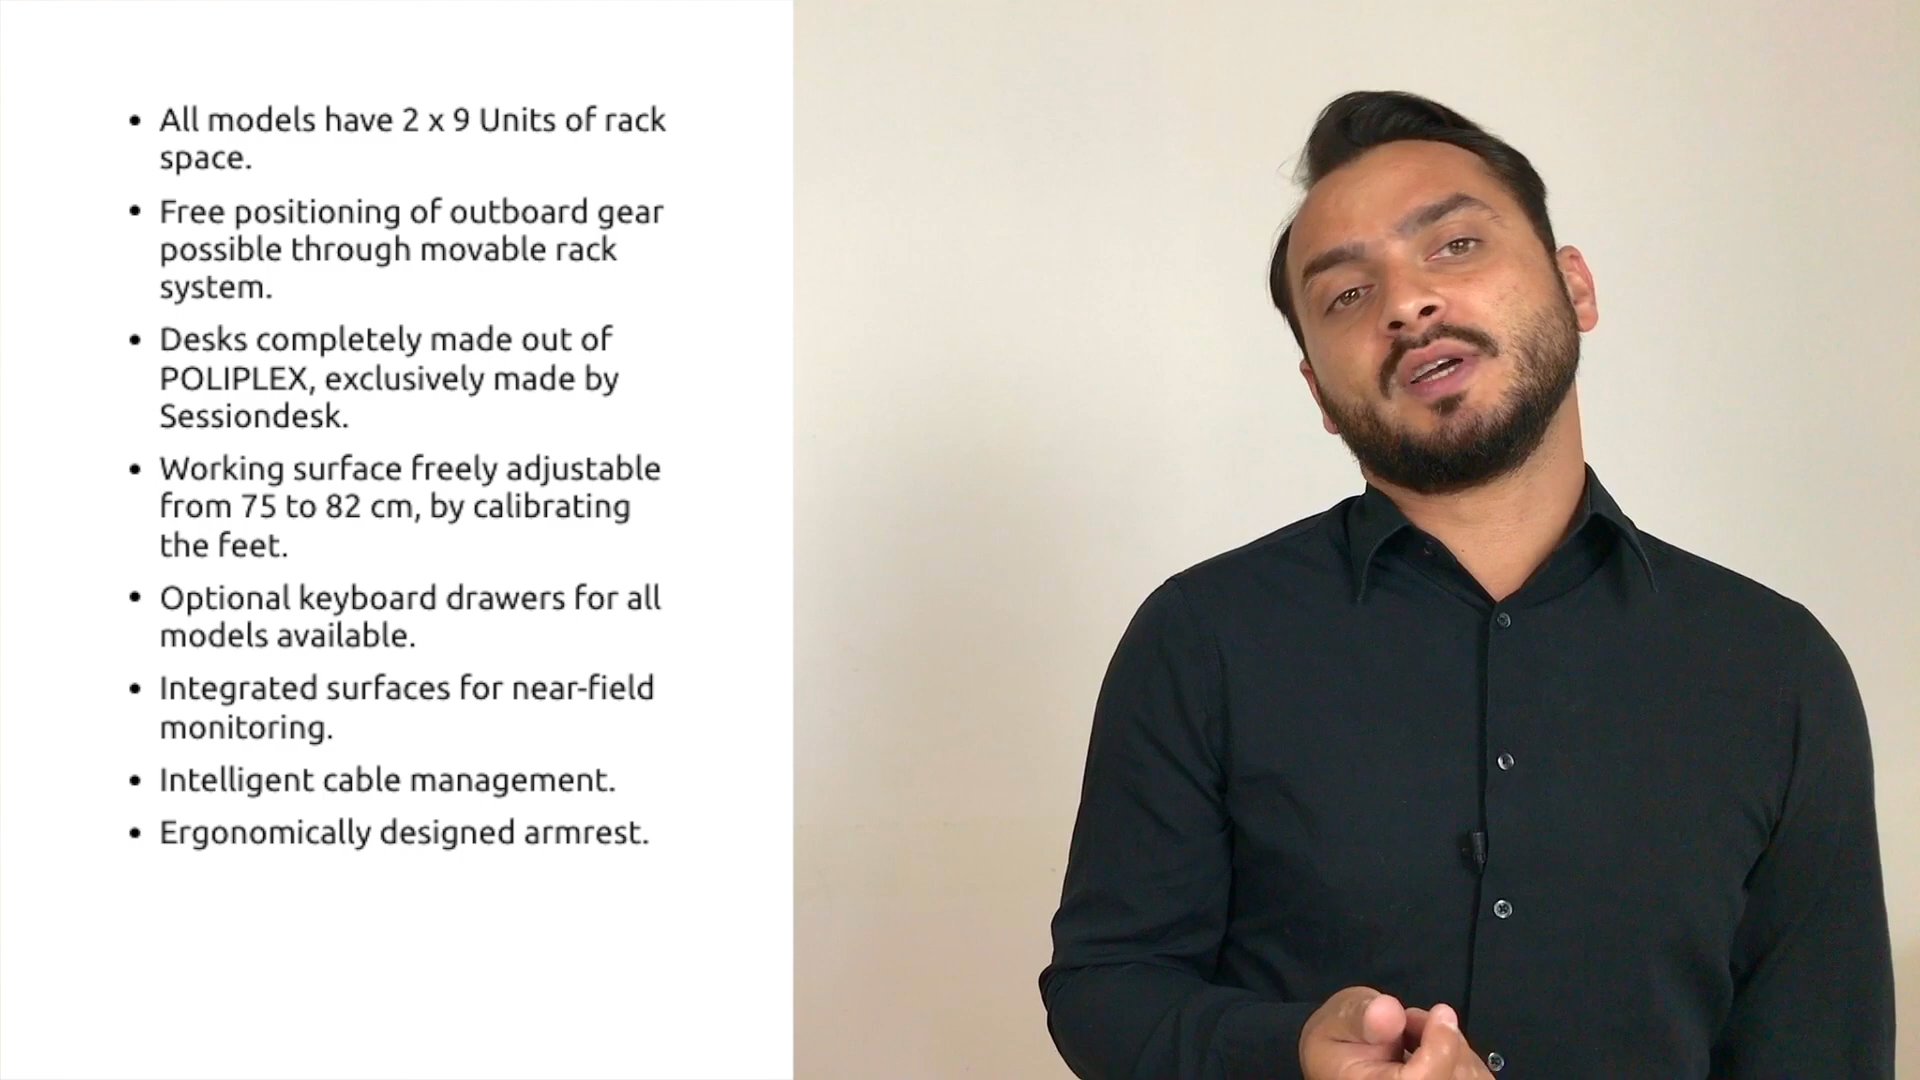 • All models have 2 x 9 Units of rack
space.
• Free positioning of outboard gear
possible through movable rack
system.
• Desks completely made out of
POLIPLEX, exclusively made by
Sessiondesk.
• Working surface freely adjustable
from 75 to 82 cm, by calibrating
the feet.
• Optional keyboard drawers for all
models available.
• Integrated surfaces for near-field
monitoring.
• Intelligent cable management.
• Ergonomically designed armrest.